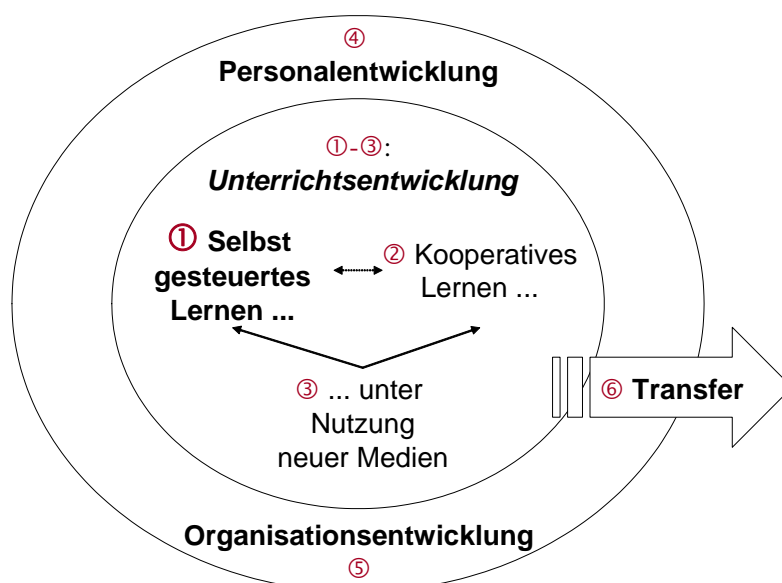 ④
Personalentwicklung
①-③:
Unterrichtsentwicklung
① Selbst
gesteuertes
Lernen ...
② Kooperatives
Lernen ...
③ ... unter
Nutzung
neuer Medien
⑥ Transfer
Organisationsentwicklung
⑤